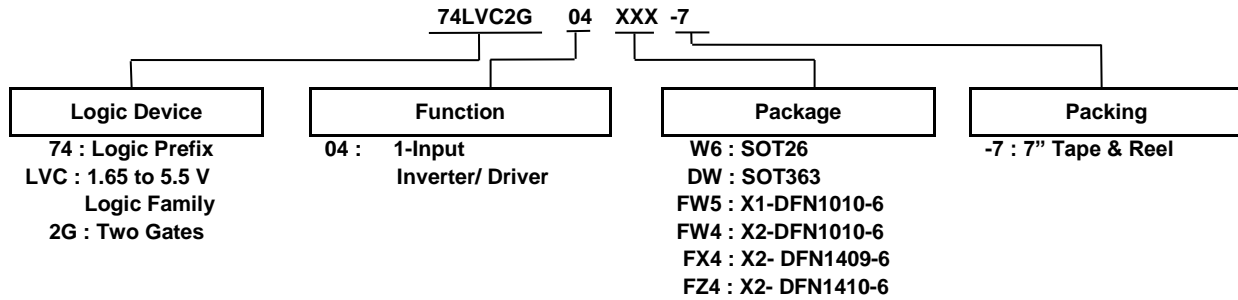 74LVC2G 04 XXX -7
Logic Device
74 : Logic Prefix
LVC : 1.65 to 5.5 V
Logic Family
2G : Two Gates
Function
04 : 1-Input
Inverter/ Driver
Package
W6 : SOT26
DW : SOT363
FW5 : X1-DFN1010-6
FW4 : X2-DFN1010-6
FX4 : X2- DFN1409-6
FZ4 : X2- DFN1410-6
Packing
-7 : 7” Tape & Reel